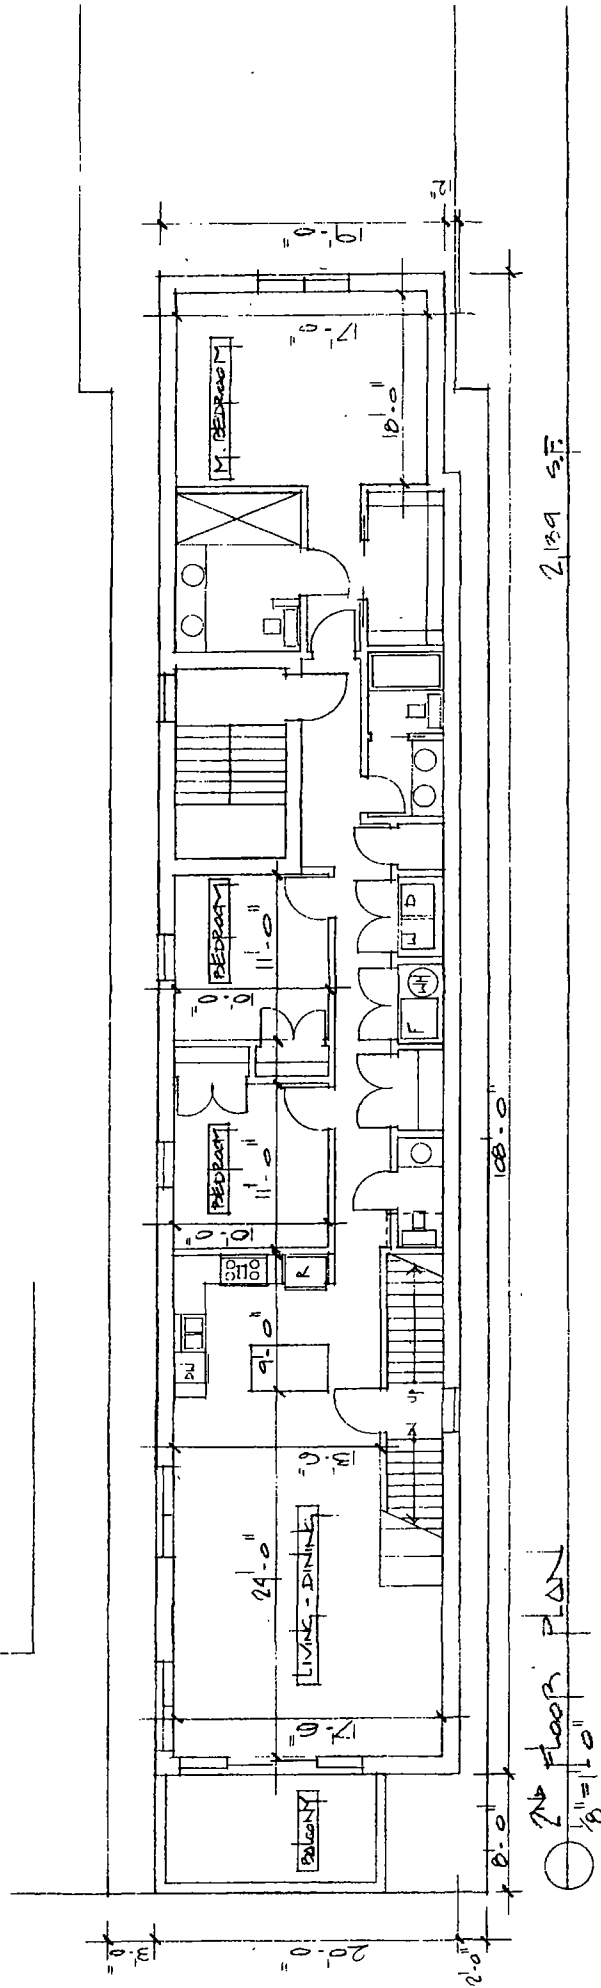 12"
19'-0"
17'-0"
M. BEDROOM
18'-0"
2,139 S.F.
BEDROOM
11'-0"
10'-0"
W D
F WH
BEDROOM
11'-0"
10'-0"
108'-0"
R
DW
9'-0"
UP
13'-6"
24'-0"
LIVING - DINING
17'-6"
BALCONY
8'-0"
2ND FLOOR PLAN
1/8"=1'-0"
3'-0"
20'-0"
2'-0"